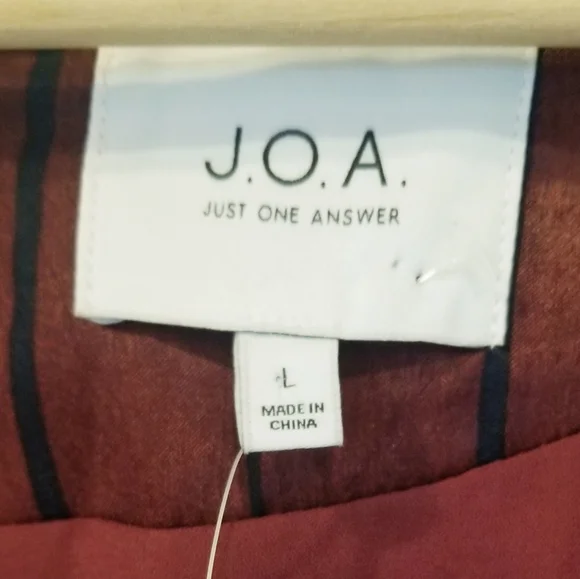 J.O.A.
JUST ONE ANSWER
L
MADE IN
CHINA